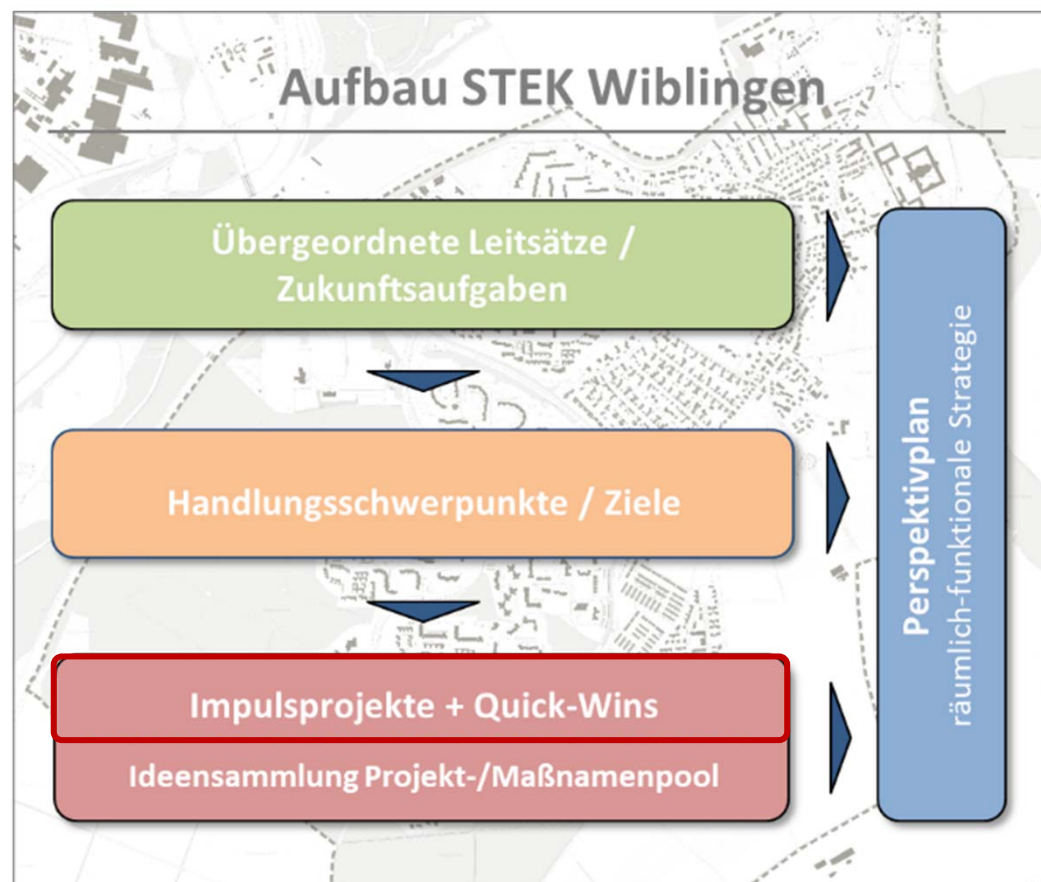 Aufbau STEK Wiblingen
Übergeordnete Leitsätze /
Zukunftsaufgaben
Handlungsschwerpunkte / Ziele
Impulsprojekte + Quick-Wins
Ideensammlung Projekt-/Maßnamenpool
Perspektivplan
räumlich-funktionale Strategie